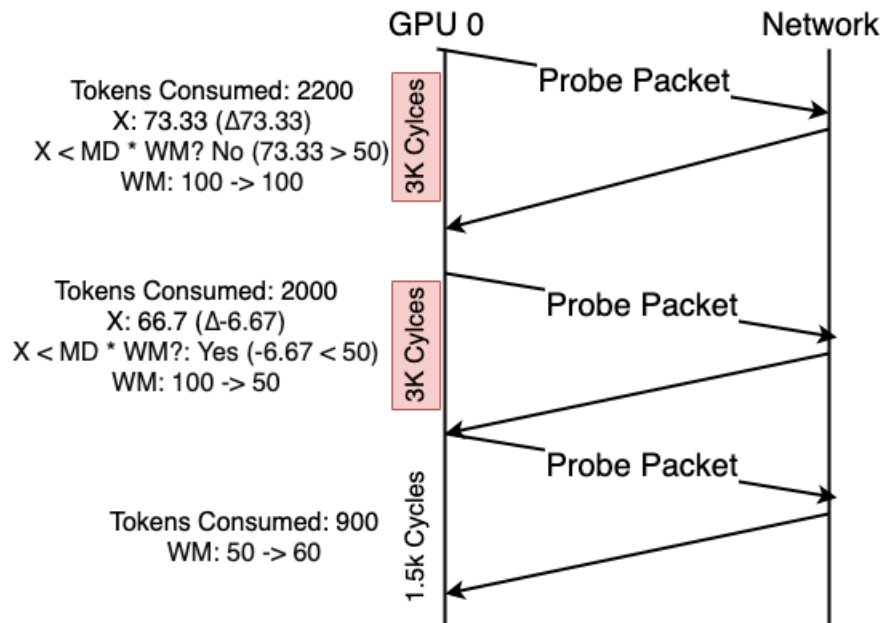 GPU 0
Network
Probe Packet
Tokens Consumed: 2200
X: 73.33 (Δ73.33)
X < MD * WM? No (73.33 > 50)
WM: 100 -> 100
3K Cylces
Tokens Consumed: 2000
X: 66.7 (Δ-6.67)
X < MD * WM?: Yes (-6.67 < 50)
WM: 100 -> 50
3K Cylces
Probe Packet
Probe Packet
Tokens Consumed: 900
WM: 50 -> 60
1.5k Cycles